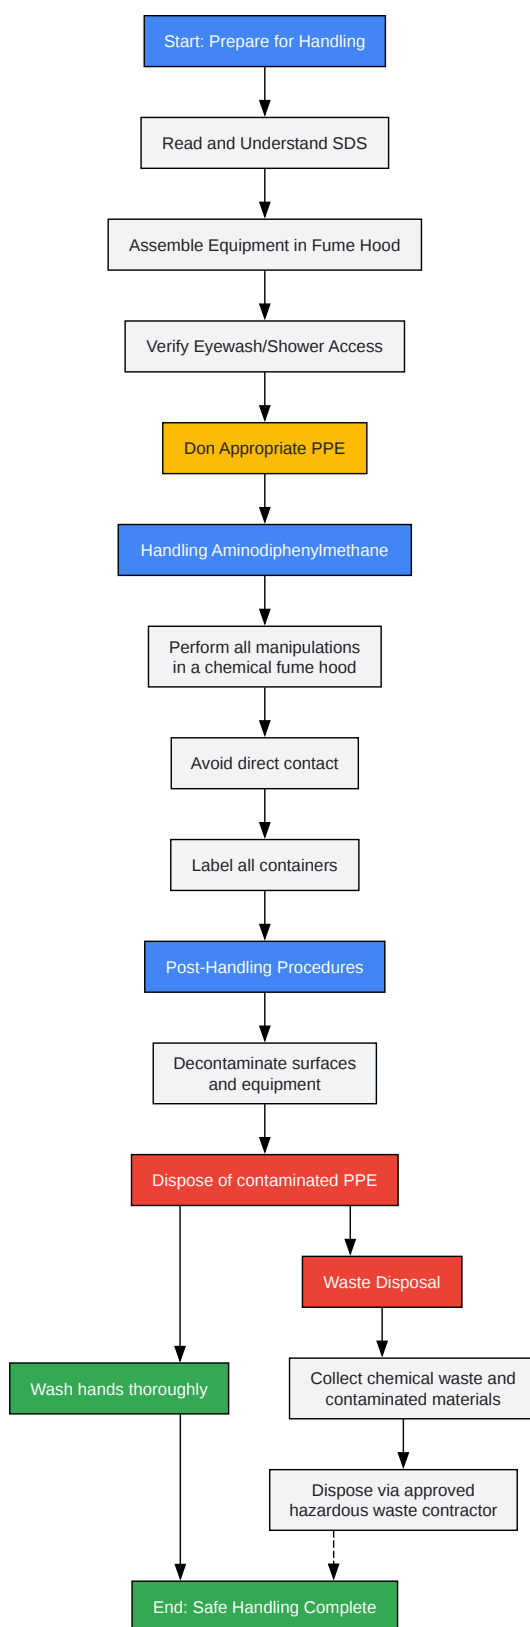 Start: Prepare for Handling
Read and Understand SDS
Assemble Equipment in Fume Hood
Verify Eyewash/Shower Access
Don Appropriate PPE
Handling Aminodiphenylmethane
Perform all manipulations
in a chemical fume hood
Avoid direct contact
Label all containers
Post-Handling Procedures
Decontaminate surfaces
and equipment
Dispose of contaminated PPE
Waste Disposal
Wash hands thoroughly
Collect chemical waste and
contaminated materials
Dispose via approved
hazardous waste contractor
End: Safe Handling Complete